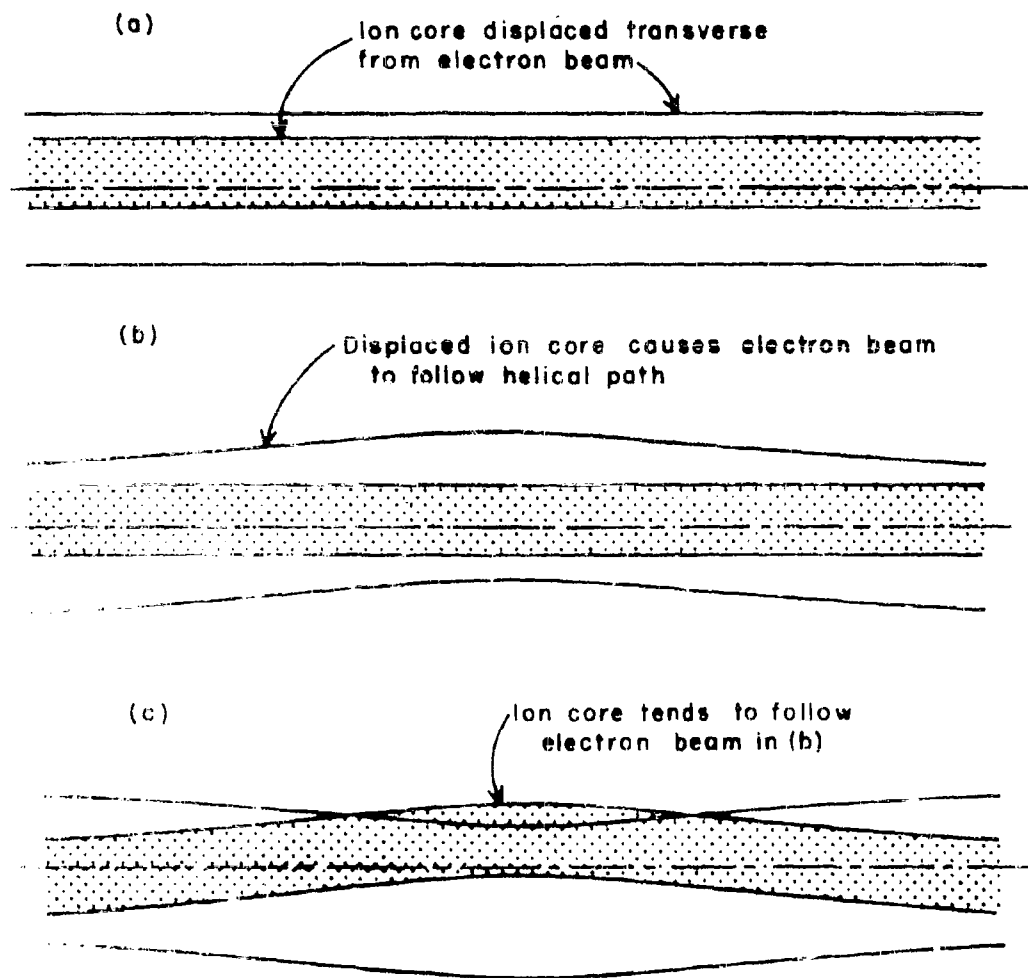 (a)
Ion core displaced transverse
from electron beam
(b)
Displaced ion core causes electron beam
to follow helical path
(c)
Ion core tends to follow
electron beam in (b)